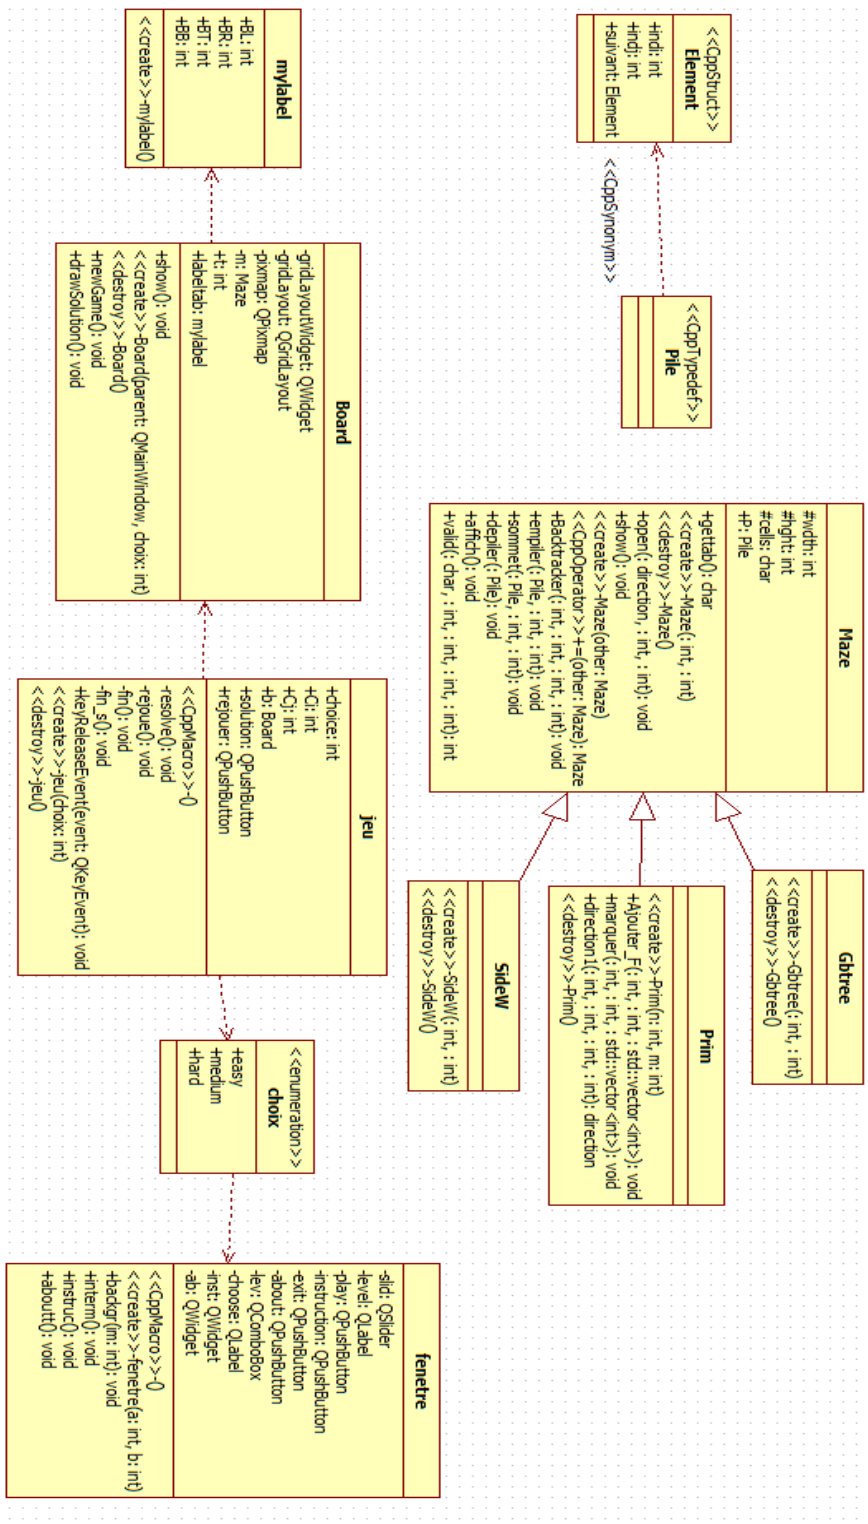 <<CppStruct>>
Element
+indi: int
+indj: int
+suivant: Element
<<CppSynonym>>
<<CppTypedef>>
Pile
Maze
#wdth: int
#hght: int
#cells: char
+P: Pile
+gettab(): char
<<create>>-Maze(: int, : int)
<<destroy>>-Maze()
+open(: direction, : int, : int): void
+show(): void
<<create>>-Maze(other: Maze)
<<CppOperator>>+=(other: Maze): Maze
+Backtracker(: int, : int, : int, : int): void
+empiler(: Pile, : int, : int): void
+sommet(: Pile, : int, : int): void
+depiler(: Pile): void
+affich(): void
+valid(: char, : int, : int, : int, : int): int
Gbtree
<<create>>-Gbtree(: int, : int)
<<destroy>>-Gbtree()
Prim
<<create>>-Prim(n: int, m: int)
+Ajouter_F(: int, : int, : std::vector<int>): void
+marquer(: int, : int, : std::vector<int>): void
+direction1(: int, : int, : int, : int): direction
<<destroy>>-Prim()
SideW
<<create>>-SideW(: int, : int)
<<destroy>>-SideW()
mylabel
+BL: int
+BR: int
+BT: int
+BB: int
<<create>>-mylabel()
Board
-gridLayoutWidget: QWidget
-gridLayout: QGridLayout
-pixmap: QPixmap
-m: Maze
+t: int
+labeltab: mylabel
+show(): void
<<create>>-Board(parent: QMainWindow, choix: int)
<<destroy>>-Board()
+newGame(): void
+drawSolution(): void
jeu
+choice: int
+Ci: int
+Cj: int
+b: Board
+solution: QPushButton
+rejouer: QPushButton
<<CppMacro>>-()
-resolve(): void
-rejoue(): void
-fin(): void
-fin_s(): void
+keyReleaseEvent(event: QKeyEvent): void
<<create>>-jeu(choix: int)
<<destroy>>-jeu()
<<enumeration>>
choix
+easy
+medium
+hard
fenetre
-slid: QSlider
-level: QLabel
-play: QPushButton
-instruction: QPushButton
-exit: QPushButton
-about: QPushButton
-lev: QComboBox
-choose: QLabel
-inst: QWidget
-ab: QWidget
<<CppMacro>>-()
<<create>>-fenetre(a: int, b: int)
+backgr(m: int): void
+interm(): void
+instruc(): void
+aboutt(): void